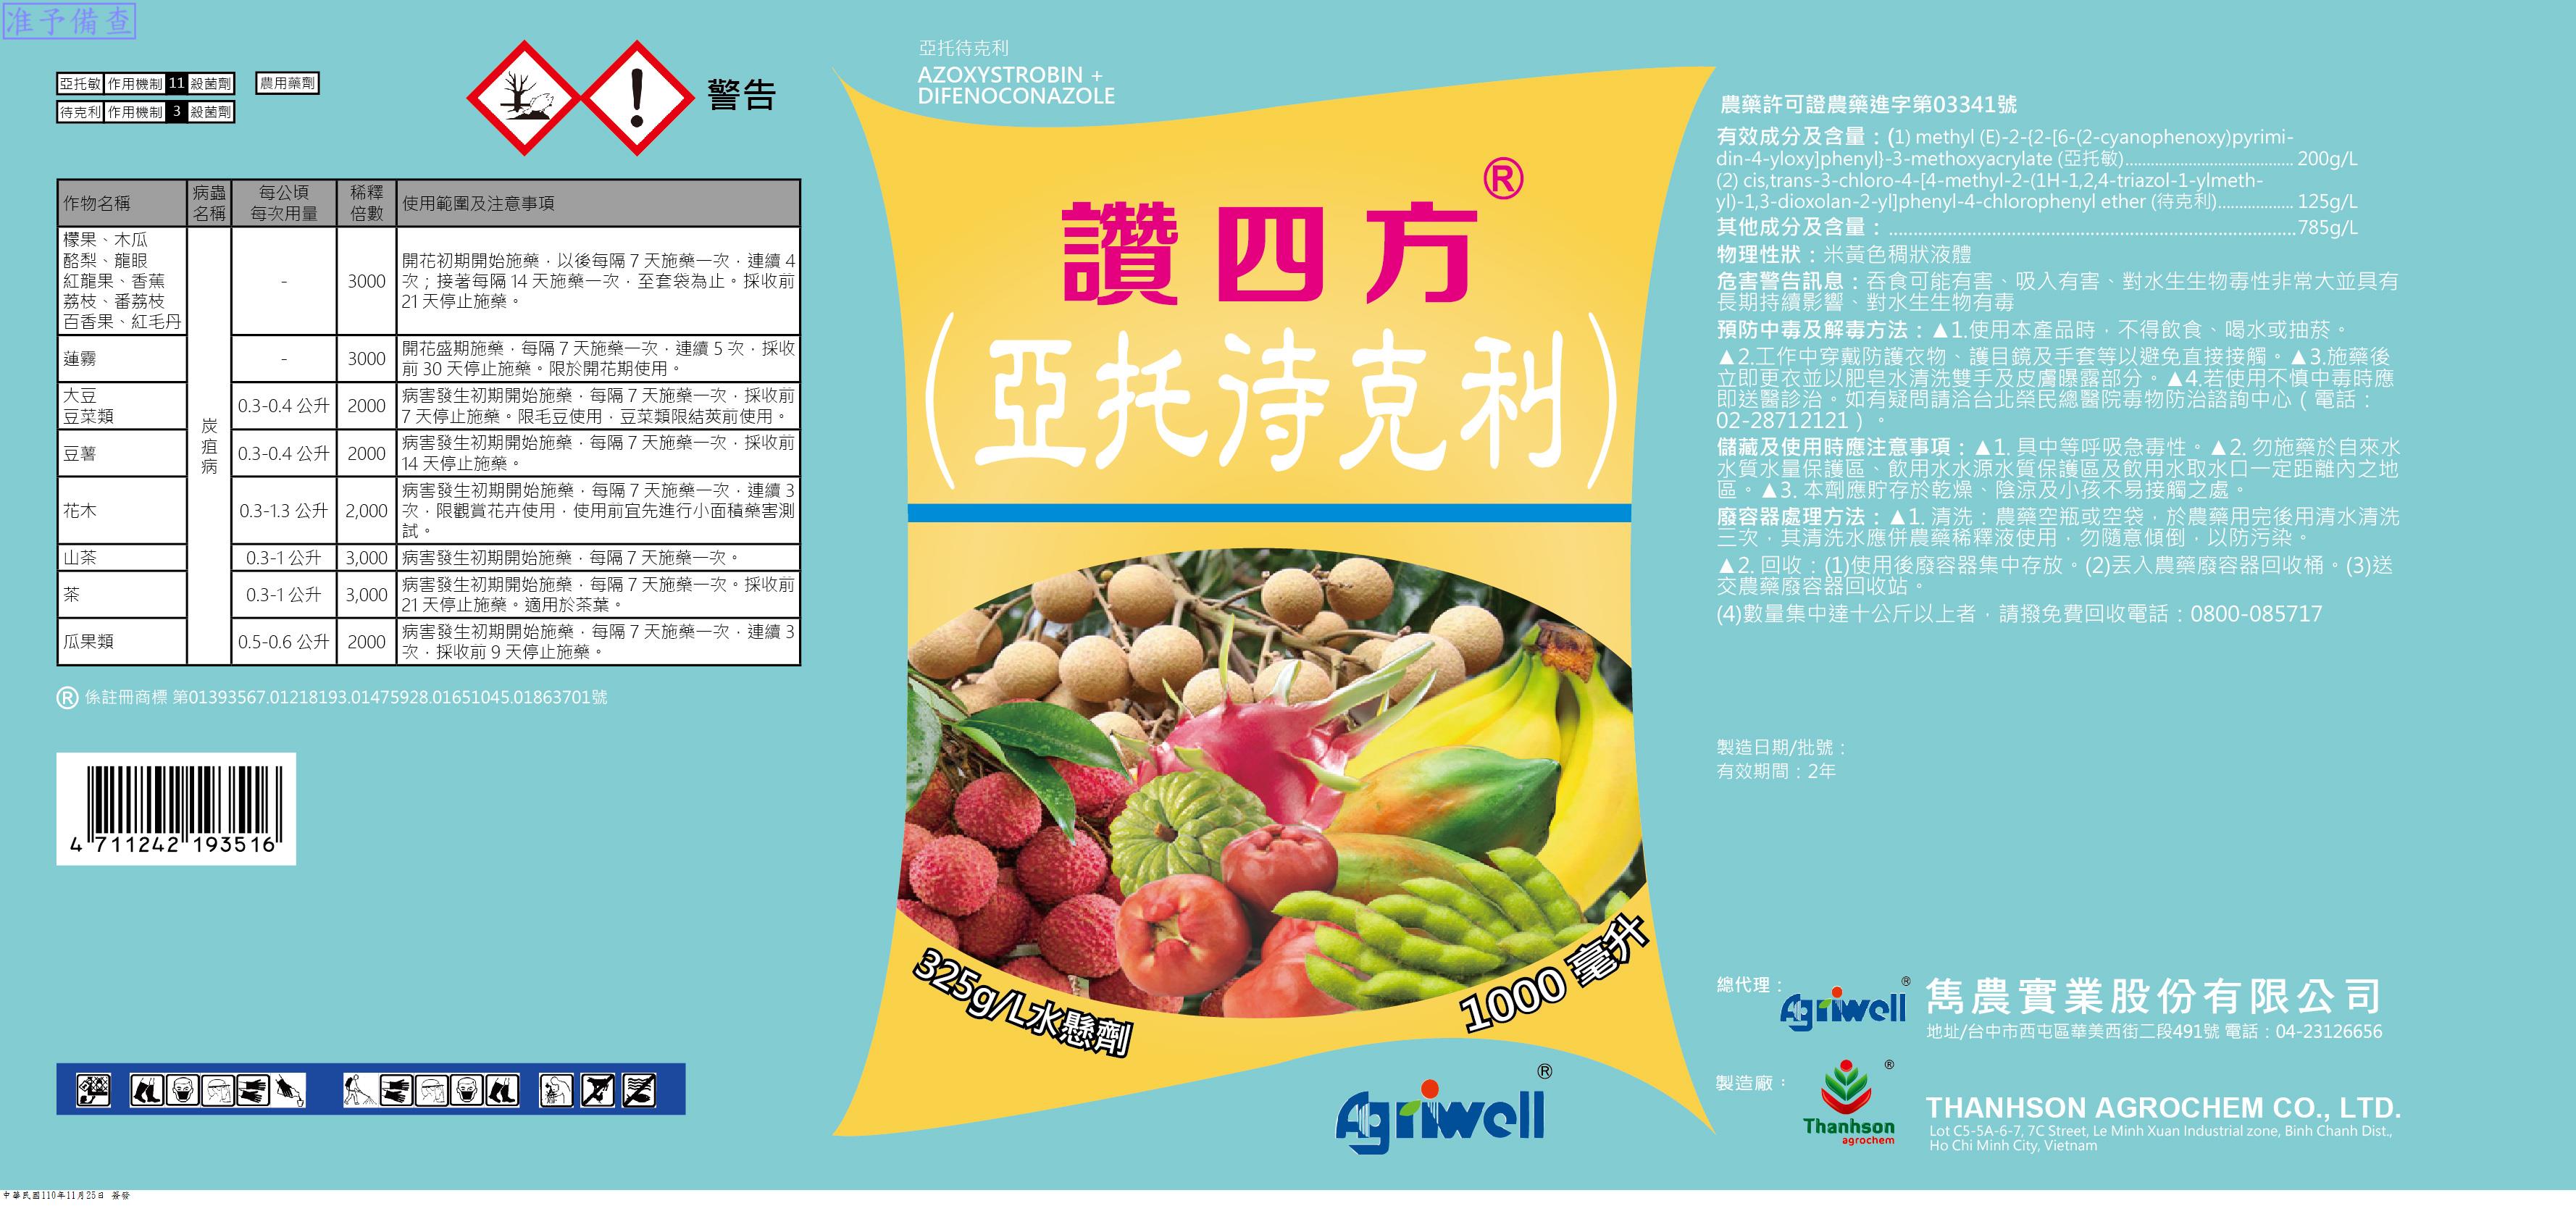 准予備查
亞托敏 作用機制 11 殺菌劑 農用藥劑
待克利 作用機制 3 殺菌劑
警告
作物名稱 病蟲名稱 每公頃每次用量 稀釋倍數 使用範圍及注意事項
檬果、木瓜
酪梨、龍眼
紅龍果、香蕉
荔枝、番荔枝
百香果、紅毛丹
炭疽病
-
3000
開花初期開始施藥，以後每隔 7 天施藥一次，連續 4
次；接著每隔 14 天施藥一次，至套袋為止。採收前
21 天停止施藥。
蓮霧
-
3000
開花盛期施藥，每隔 7 天施藥一次，連續 5 次，採收
前 30 天停止施藥。限於開花期使用。
大豆
豆菜類
0.3-0.4 公升
2000
病害發生初期開始施藥，每隔 7 天施藥一次，採收前
7 天停止施藥。限毛豆使用，豆菜類限結莢前使用。
豆薯
0.3-0.4 公升
2000
病害發生初期開始施藥，每隔 7 天施藥一次，採收前
14 天停止施藥。
花木
0.3-1.3 公升
2,000
病害發生初期開始施藥，每隔 7 天施藥一次，連續 3
次，限觀賞花卉使用，使用前宜先進行小面積藥害測
試。
山茶
0.3-1 公升
3,000
病害發生初期開始施藥，每隔 7 天施藥一次。
茶
0.3-1 公升
3,000
病害發生初期開始施藥，每隔 7 天施藥一次。採收前
21 天停止施藥。適用於茶葉。
瓜果類
0.5-0.6 公升
2000
病害發生初期開始施藥，每隔 7 天施藥一次，連續 3
次，採收前 9 天停止施藥。
® 係註冊商標 第01393567.01218193.01475928.01651045.01863701號
4 711242 193516
亞托待克利
AZOXYSTROBIN +
DIFENOCONAZOLE
讚四方®
(亞托待克利)
325g/L水懸劑
1000 毫升
Agriwell®
農藥許可證農藥進字第03341號
有效成分及含量：(1) methyl (E)-2-{2-[6-(2-cyanophenoxy)pyrimi-
din-4-yloxy]phenyl}-3-methoxyacrylate (亞托敏)........................................ 200g/L
(2) cis,trans-3-chloro-4-[4-methyl-2-(1H-1,2,4-triazol-1-ylmeth-
yl)-1,3-dioxolan-2-yl]phenyl-4-chlorophenyl ether (待克利).................. 125g/L
其他成分及含量：.............................................................................785g/L
物理性狀：米黃色稠狀液體
危害警告訊息：吞食可能有害、吸入有害、對水生生物毒性非常大並具有
長期持續影響、對水生生物有毒
預防中毒及解毒方法：▲1.使用本產品時，不得飲食、喝水或抽菸。
▲2.工作中穿戴防護衣物、護目鏡及手套等以避免直接接觸。▲3.施藥後
立即更衣並以肥皂水清洗雙手及皮膚曝露部分。▲4.若使用不慎中毒時應
即送醫診治。如有疑問請洽台北榮民總醫院毒物防治諮詢中心（電話：
02-28712121）。
儲藏及使用時應注意事項：▲1. 具中等呼吸急毒性。▲2. 勿施藥於自來水
水質水量保護區、飲用水水源水質保護區及飲用水取水口一定距離內之地
區。▲3. 本劑應貯存於乾燥、陰涼及小孩不易接觸之處。
廢容器處理方法：▲1. 清洗：農藥空瓶或空袋，於農藥用完後用清水清洗
三次，其清洗水應併農藥稀釋液使用，勿隨意傾倒，以防污染。
▲2. 回收：(1)使用後廢容器集中存放。(2)丟入農藥廢容器回收桶。(3)送
交農藥廢容器回收站。
(4)數量集中達十公斤以上者，請撥免費回收電話：0800-085717
製造日期/批號：
有效期間：2年
總代理：
Agriwell®
雋農實業股份有限公司
地址/台中市西屯區華美西街二段491號 電話：04-23126656
製造廠：
Thanhson®
agrochem
THANHSON AGROCHEM CO., LTD.
Lot C5-5A-6-7, 7C Street, Le Minh Xuan Industrial zone, Binh Chanh Dist.,
Ho Chi Minh City, Vietnam
中華民國110年11月25日 簽發